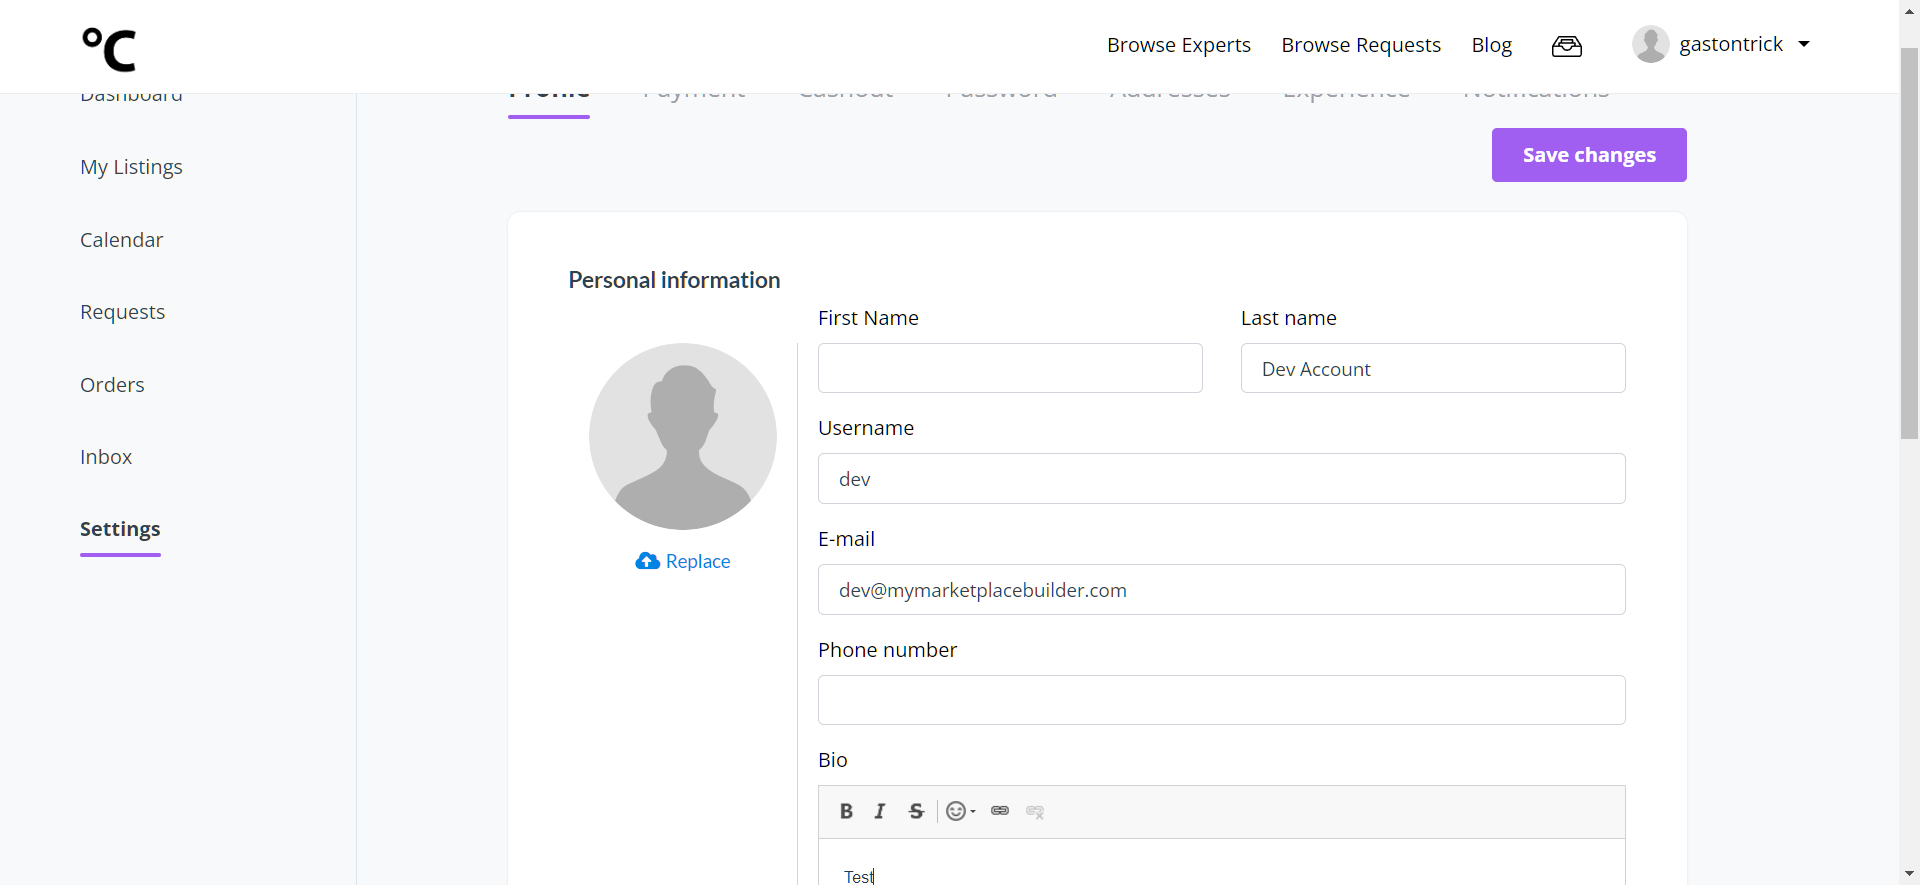 °C
Browse Experts Browse Requests Blog gastontrick
Dashboard
Profile Payment Cashout Password Addresses Experience Notifications
My Listings
Save changes
Calendar
Requests
Orders
Inbox
Settings
Personal information
Replace
First Name Last name
Dev Account
Username
dev
E-mail
dev@mymarketplacebuilder.com
Phone number
Bio
B I S
Test